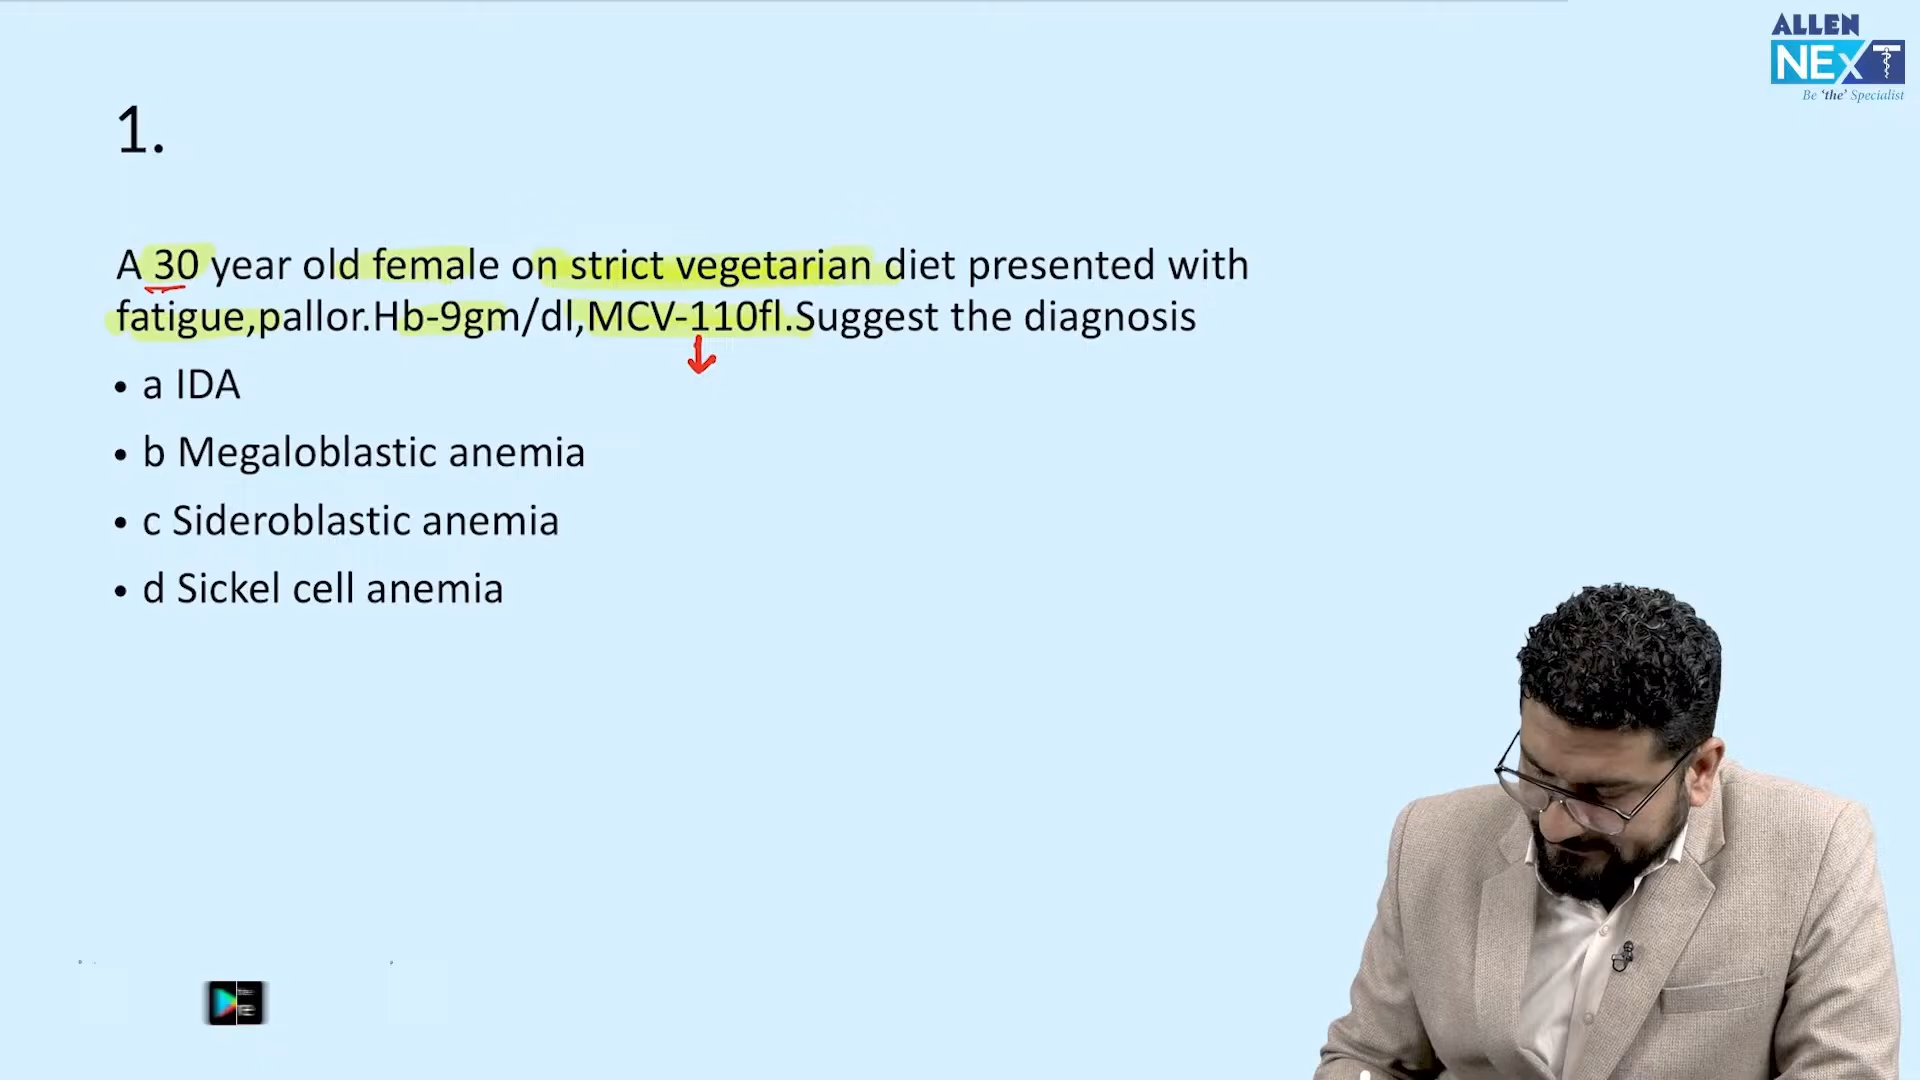 ALLEN
NEXT
Be 'the' Specialist
1.
A 30 year old female on strict vegetarian diet presented with
fatigue,pallor.Hb-9gm/dl,MCV-110fl.Suggest the diagnosis
• a IDA
• b Megaloblastic anemia
• c Sideroblastic anemia
• d Sickel cell anemia